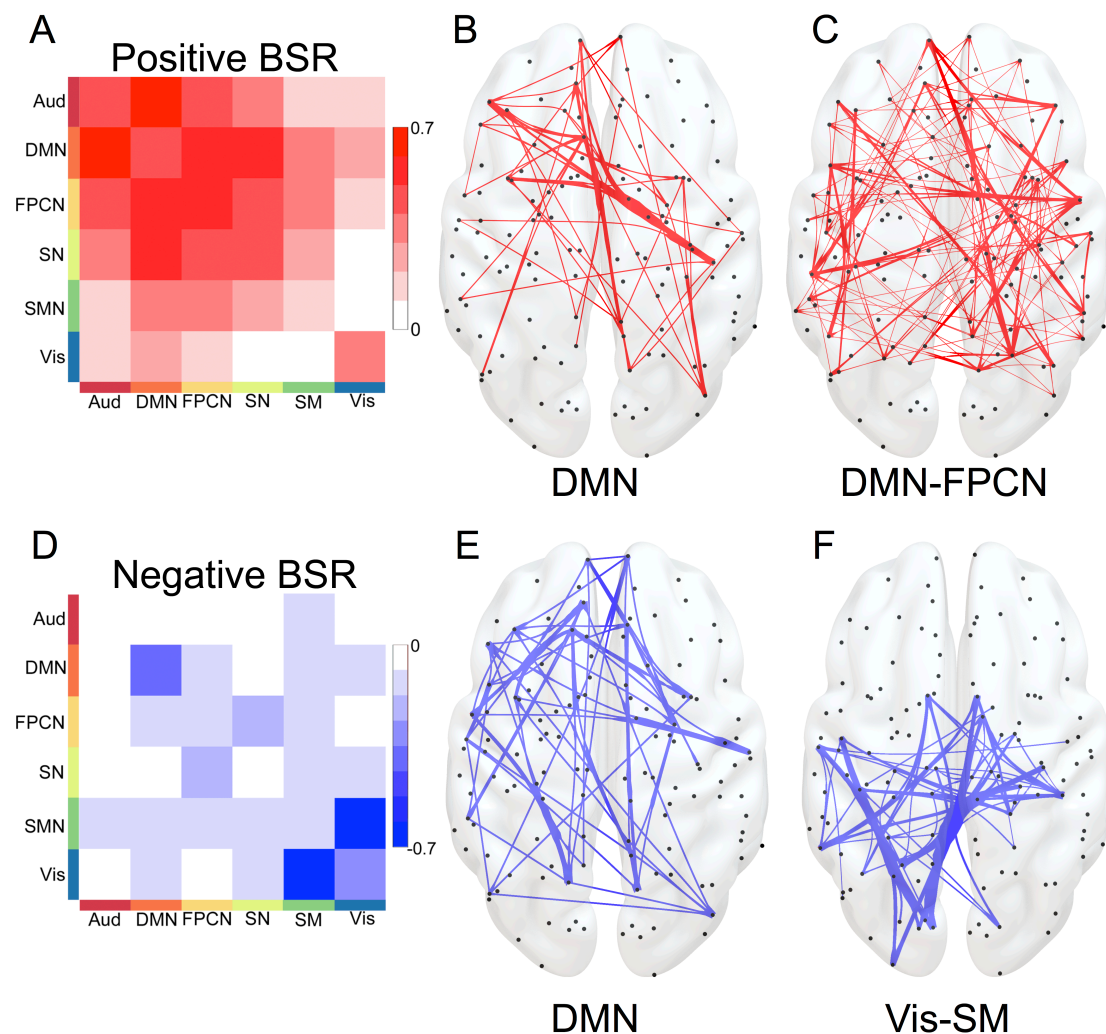 A
Positive BSR
Aud
DMN
FPCN
SN
SMN
Vis
Aud DMN FPCN SN SM Vis
0.7
0
B
DMN
C
DMN-FPCN
D
Negative BSR
Aud
DMN
FPCN
SN
SMN
Vis
Aud DMN FPCN SN SM Vis
0
-0.7
E
DMN
F
Vis-SM